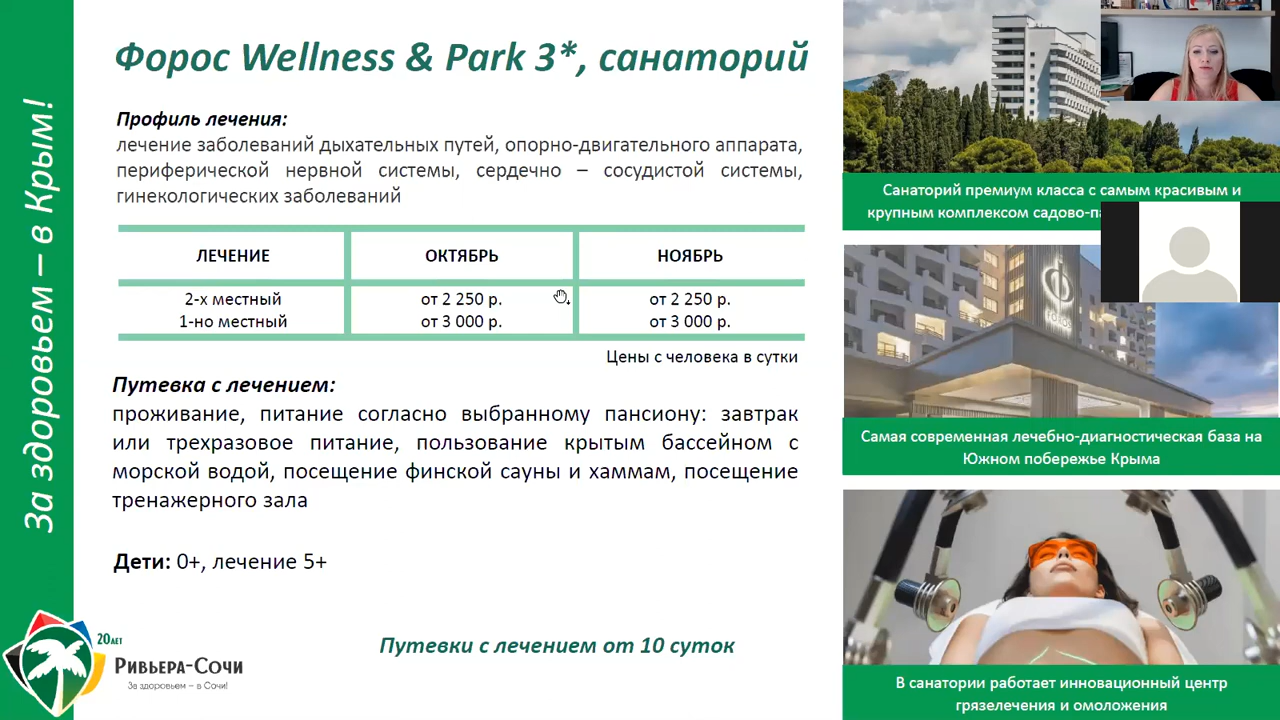 За здоровьем – в Крым!
Форос Wellness & Park 3*, санаторий
Профиль лечения:
лечение заболеваний дыхательных путей, опорно-двигательного аппарата,
периферической нервной системы, сердечно – сосудистой системы,
гинекологических заболеваний
ЛЕЧЕНИЕ ОКТЯБРЬ НОЯБРЬ
2-х местный от 2 250 р. от 2 250 р.
1-но местный от 3 000 р. от 3 000 р.
Цены с человека в сутки
Путевка с лечением:
проживание, питание согласно выбранному пансиону: завтрак
или трехразовое питание, пользование крытым бассейном с
морской водой, посещение финской сауны и хаммам, посещение
тренажерного зала
Дети: 0+, лечение 5+
Путевки с лечением от 10 суток
20 ЛЕТ
Ривьера-Сочи
За здоровьем – в Сочи!
Санаторий премиум класса с самым красивым и
крупным комплексом
Самая современная лечебно-диагностическая база на
Южном побережье Крыма
В санатории работает инновационный центр
грязелечения и омоложения